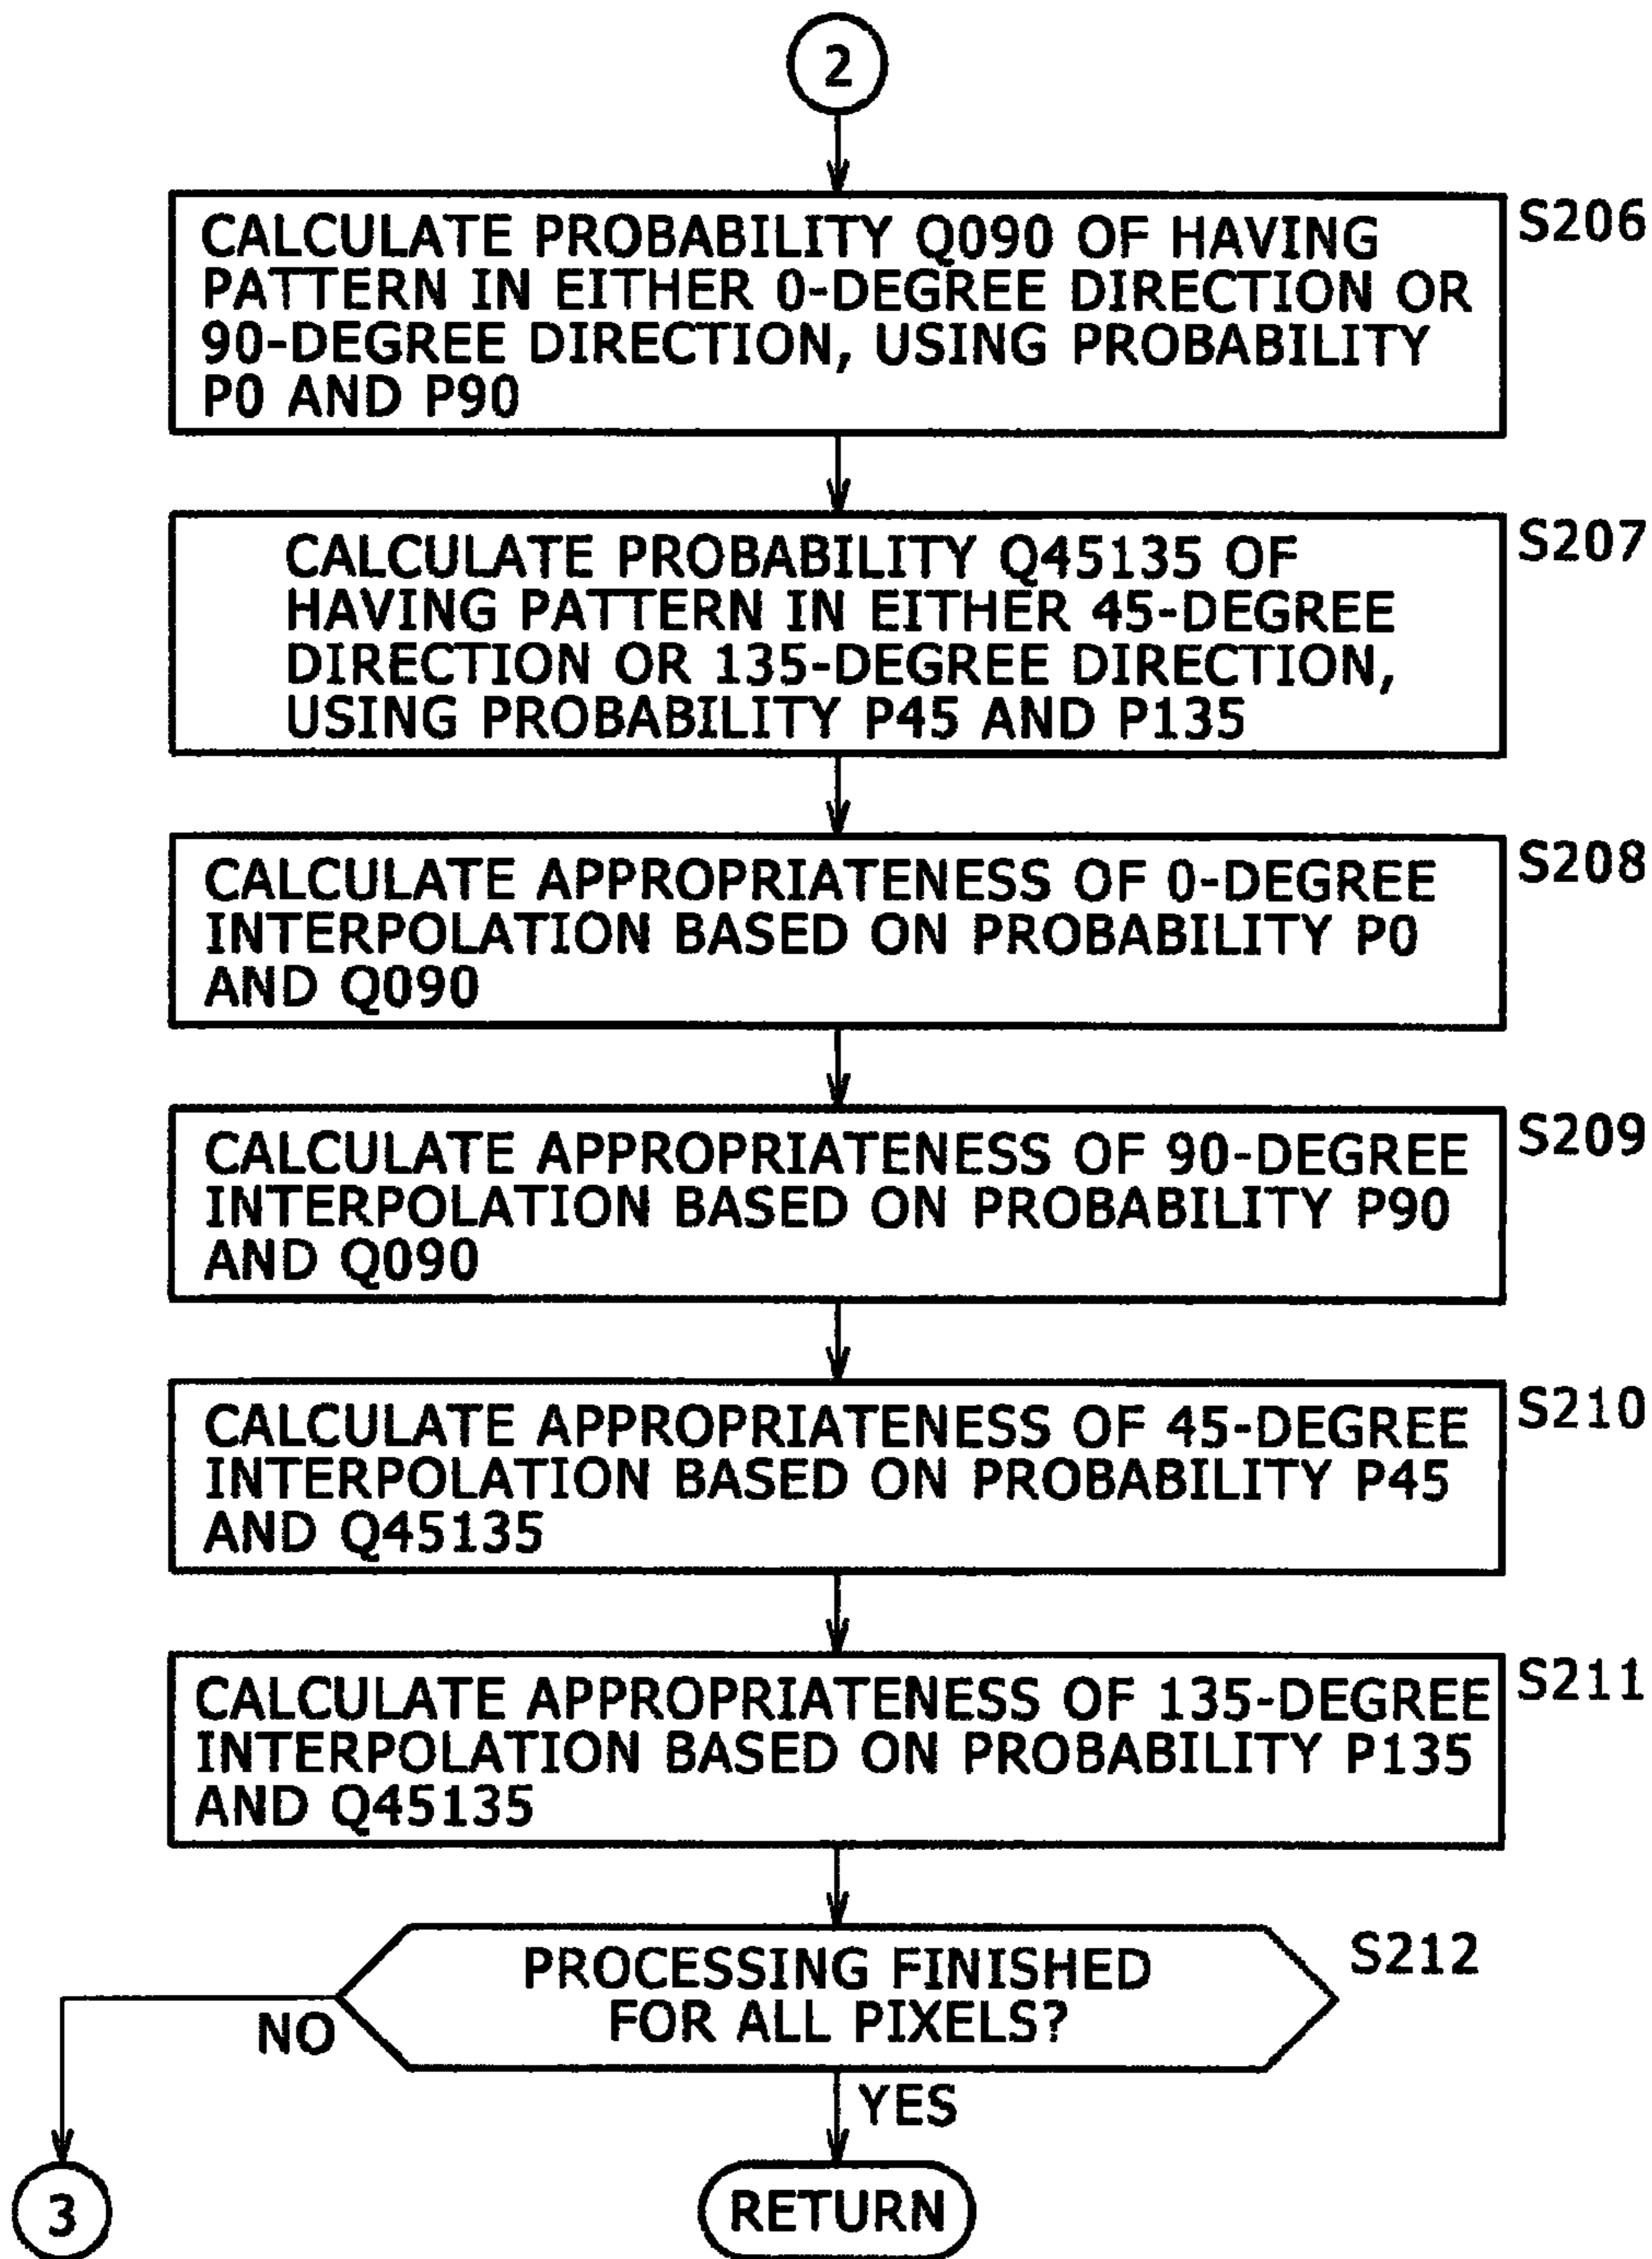 2
CALCULATE PROBABILITY Q090 OF HAVING
PATTERN IN EITHER 0-DEGREE DIRECTION OR
90-DEGREE DIRECTION, USING PROBABILITY
P0 AND P90
S206
CALCULATE PROBABILITY Q45135 OF
HAVING PATTERN IN EITHER 45-DEGREE
DIRECTION OR 135-DEGREE DIRECTION,
USING PROBABILITY P45 AND P135
S207
CALCULATE APPROPRIATENESS OF 0-DEGREE
INTERPOLATION BASED ON PROBABILITY P0
AND Q090
S208
CALCULATE APPROPRIATENESS OF 90-DEGREE
INTERPOLATION BASED ON PROBABILITY P90
AND Q090
S209
CALCULATE APPROPRIATENESS OF 45-DEGREE
INTERPOLATION BASED ON PROBABILITY P45
AND Q45135
S210
CALCULATE APPROPRIATENESS OF 135-DEGREE
INTERPOLATION BASED ON PROBABILITY P135
AND Q45135
S211
PROCESSING FINISHED
FOR ALL PIXELS?
S212
NO
YES
3
RETURN